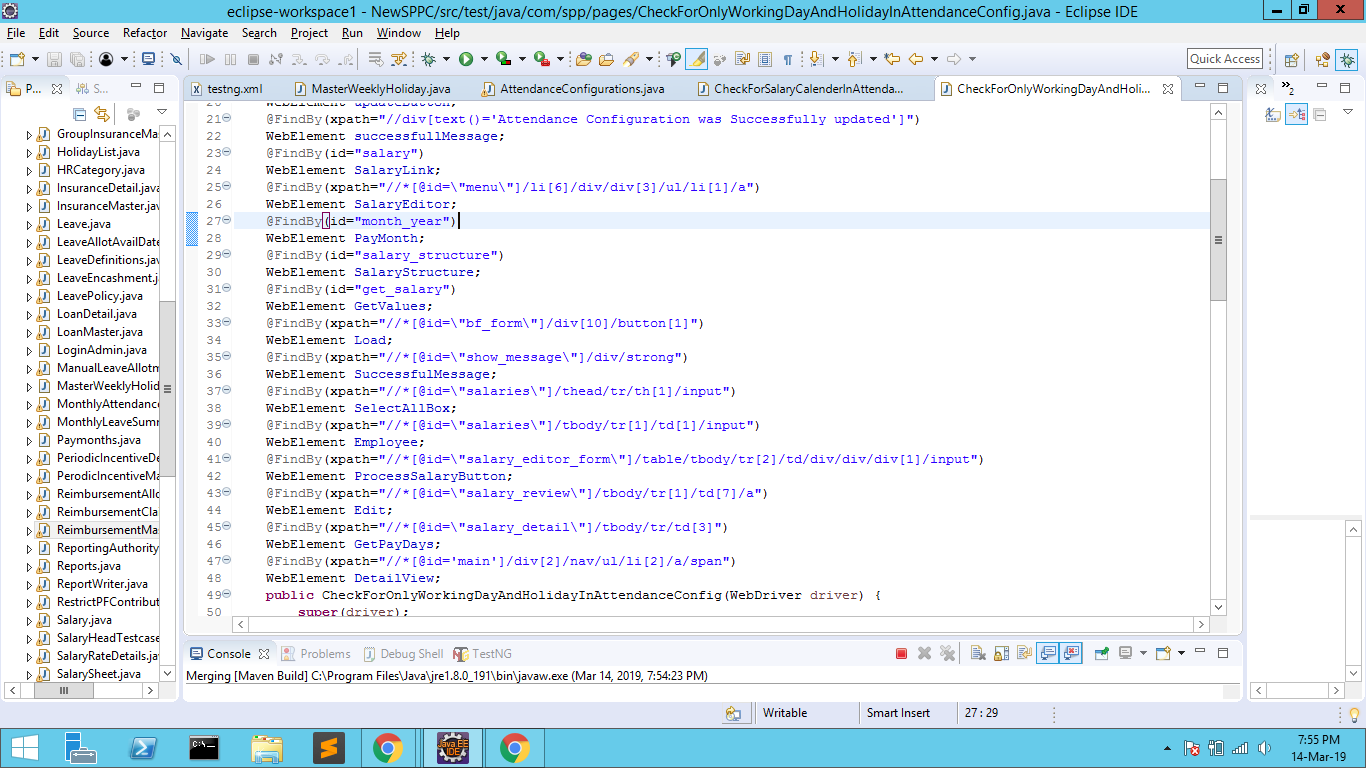 eclipse-workspace1 - NewSPPC/src/test/java/com/spp/pages/CheckForOnlyWorkingDayAndHolidayInAttendanceConfig.java - Eclipse IDE
File Edit Source Refactor Navigate Search Project Run Window Help
Quick Access
P...
S...
testng.xml
MasterWeeklyHoliday.java
AttendanceConfigurations.java
CheckForSalaryCalenderInAttenda...
CheckForOnlyWorkingDayAndHoli...
2
GroupInsuranceMa
HolidayList.java
HRCategory.java
InsuranceDetail.java
InsuranceMaster.jav
Leave.java
LeaveAllotAvailDate
LeaveDefinitions.jav
LeaveEncashment.ja
LeavePolicy.java
LoanDetail.java
LoanMaster.java
LoginAdmin.java
ManualLeaveAllotm
MasterWeeklyHolid
MonthlyAttendance
MonthlyLeaveSumm
Paymonths.java
PeriodicIncentiveDe
PerodicIncentiveMa
ReimbursementAllo
ReimbursementCla
ReimbursementMa
ReportingAuthority
Reports.java
ReportWriter.java
RestrictPFContribut
Salary.java
SalaryHeadTestcase
SalaryRateDetails.jav
SalarySheet.java
20 WebElement updateButton;
21 @FindBy(xpath="//div[text()='Attendance Configuration was Successfully updated']")
22 WebElement successfullMessage;
23 @FindBy(id="salary")
24 WebElement SalaryLink;
25 @FindBy(xpath="//*[@id=\"menu\"]/li[6]/div/div[3]/ul/li[1]/a")
26 WebElement SalaryEditor;
27 @FindBy(id="month_year")
28 WebElement PayMonth;
29 @FindBy(id="salary_structure")
30 WebElement SalaryStructure;
31 @FindBy(id="get_salary")
32 WebElement GetValues;
33 @FindBy(xpath="//*[@id=\"bf_form\"]/div[10]/button[1]")
34 WebElement Load;
35 @FindBy(xpath="//*[@id=\"show_message\"]/div/strong")
36 WebElement SuccessfulMessage;
37 @FindBy(xpath="//*[@id=\"salaries\"]/thead/tr/th[1]/input")
38 WebElement SelectAllBox;
39 @FindBy(xpath="//*[@id=\"salaries\"]/tbody/tr[1]/td[1]/input")
40 WebElement Employee;
41 @FindBy(xpath="//*[@id=\"salary_editor_form\"]/table/tbody/tr[2]/td/div/div/div[1]/input")
42 WebElement ProcessSalaryButton;
43 @FindBy(xpath="//*[@id=\"salary_review\"]/tbody/tr[1]/td[7]/a")
44 WebElement Edit;
45 @FindBy(xpath="//*[@id=\"salary_detail\"]/tbody/tr/td[3]")
46 WebElement GetPayDays;
47 @FindBy(xpath="//*[@id='main']/div[2]/nav/ul/li[2]/a/span")
48 WebElement DetailView;
49 public CheckForOnlyWorkingDayAndHolidayInAttendanceConfig(WebDriver driver) {
50 super(driver);
Console
Problems
Debug Shell
TestNG
Merging [Maven Build] C:\Program Files\Java\jre1.8.0_191\bin\javaw.exe (Mar 14, 2019, 7:54:23 PM)
Writable
Smart Insert
27 : 29
Java EE
IDE
7:55 PM
14-Mar-19